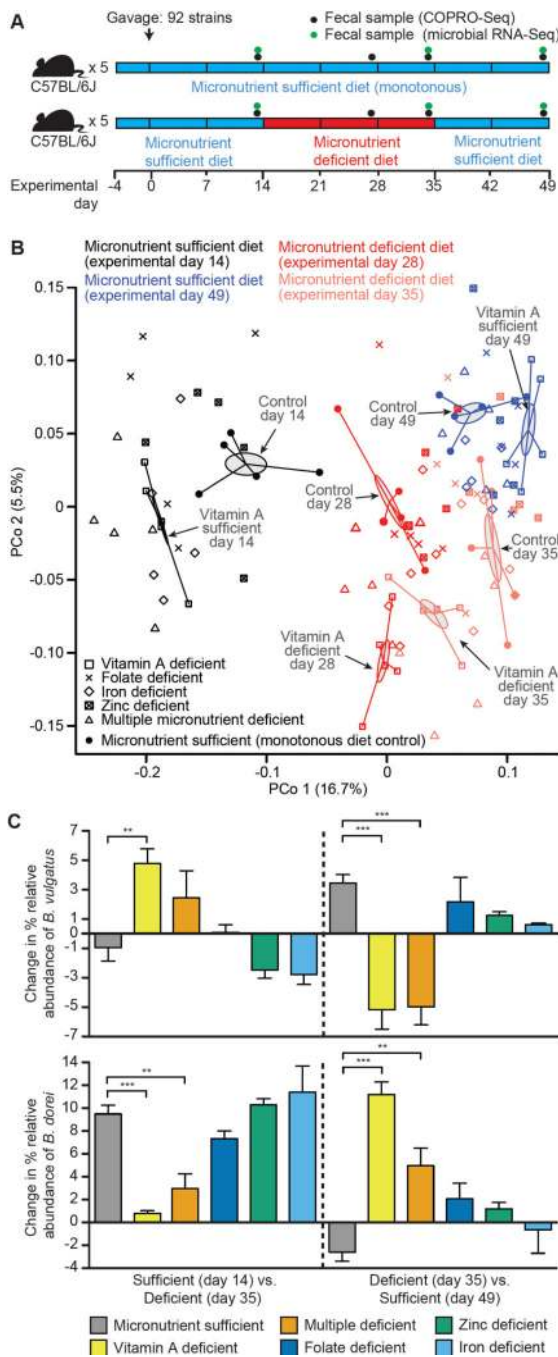 A
Gavage: 92 strains
Fecal sample (COPRO-Seq)
Fecal sample (microbial RNA-Seq)
C57BL/6J x 5
Micronutrient sufficient diet (monotonous)
C57BL/6J x 5
Micronutrient sufficient diet
Micronutrient deficient diet
Micronutrient sufficient diet
Experimental day
-4 0 7 14 21 28 35 42 49
B
Micronutrient sufficient diet (experimental day 14)
Micronutrient deficient diet (experimental day 28)
Micronutrient sufficient diet (experimental day 49)
Micronutrient deficient diet (experimental day 35)
0.15
0.10
0.05
0
-0.05
-0.10
-0.15
PCo 2 (5.5%)
Vitamin A sufficient day 49
Control day 14
Control day 49
Control day 28
Vitamin A sufficient day 14
Control day 35
Vitamin A deficient day 28
Vitamin A deficient day 35
Vitamin A deficient
Folate deficient
Iron deficient
Zinc deficient
Multiple micronutrient deficient
Micronutrient sufficient (monotonous diet control)
-0.2 -0.1 0 0.1
PCo 1 (16.7%)
C
Change in % relative abundance of B. vulgatus
7
5
3
1
0
-1
-3
-5
-7
**
***
***
Change in % relative abundance of B. dorei
14
12
10
8
6
4
2
0
-2
-4
**
***
**
***
Sufficient (day 14) vs. Deficient (day 35)
Deficient (day 35) vs. Sufficient (day 49)
Micronutrient sufficient
Multiple deficient
Zinc deficient
Vitamin A deficient
Folate deficient
Iron deficient